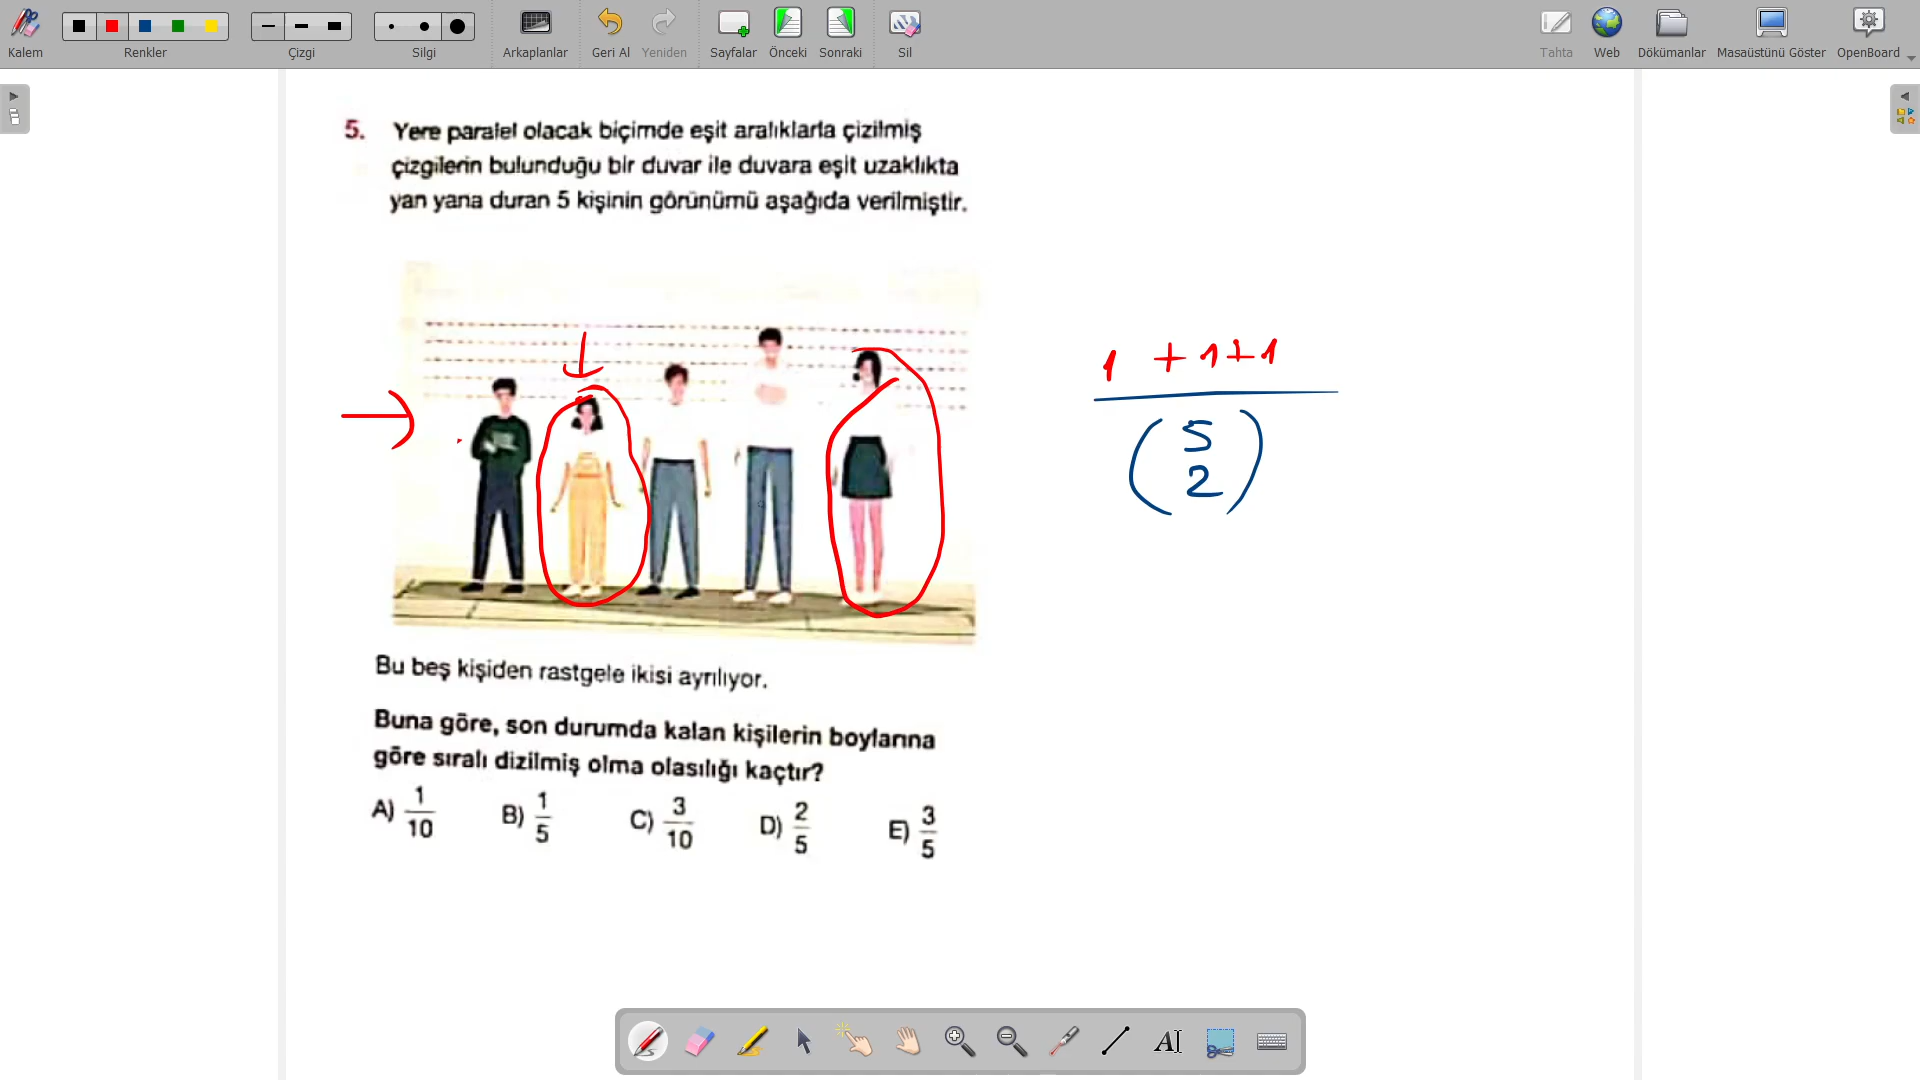 Kalem
Renkler
Çizgi
Silgi
Arkaplanlar
Geri Al
Yeniden
Sayfalar
Önceki
Sonraki
Sil
Tahta
Web
Dökümanlar
Masaüstünü Göster
OpenBoard
5. Yere paralel olacak biçimde eşit aralıklarla çizilmiş
çizgilerin bulunduğu bir duvar ile duvara eşit uzaklıkta
yan yana duran 5 kişinin görünümü aşağıda verilmiştir.
1 + 1 + 1
( 5
2 )
Bu beş kişiden rastgele ikisi ayrılıyor.
Buna göre, son durumda kalan kişilerin boylarına
göre sıralı dizilmiş olma olasılığı kaçtır?
A) 1/10 B) 1/5 C) 3/10 D) 2/5 E) 3/5
AI